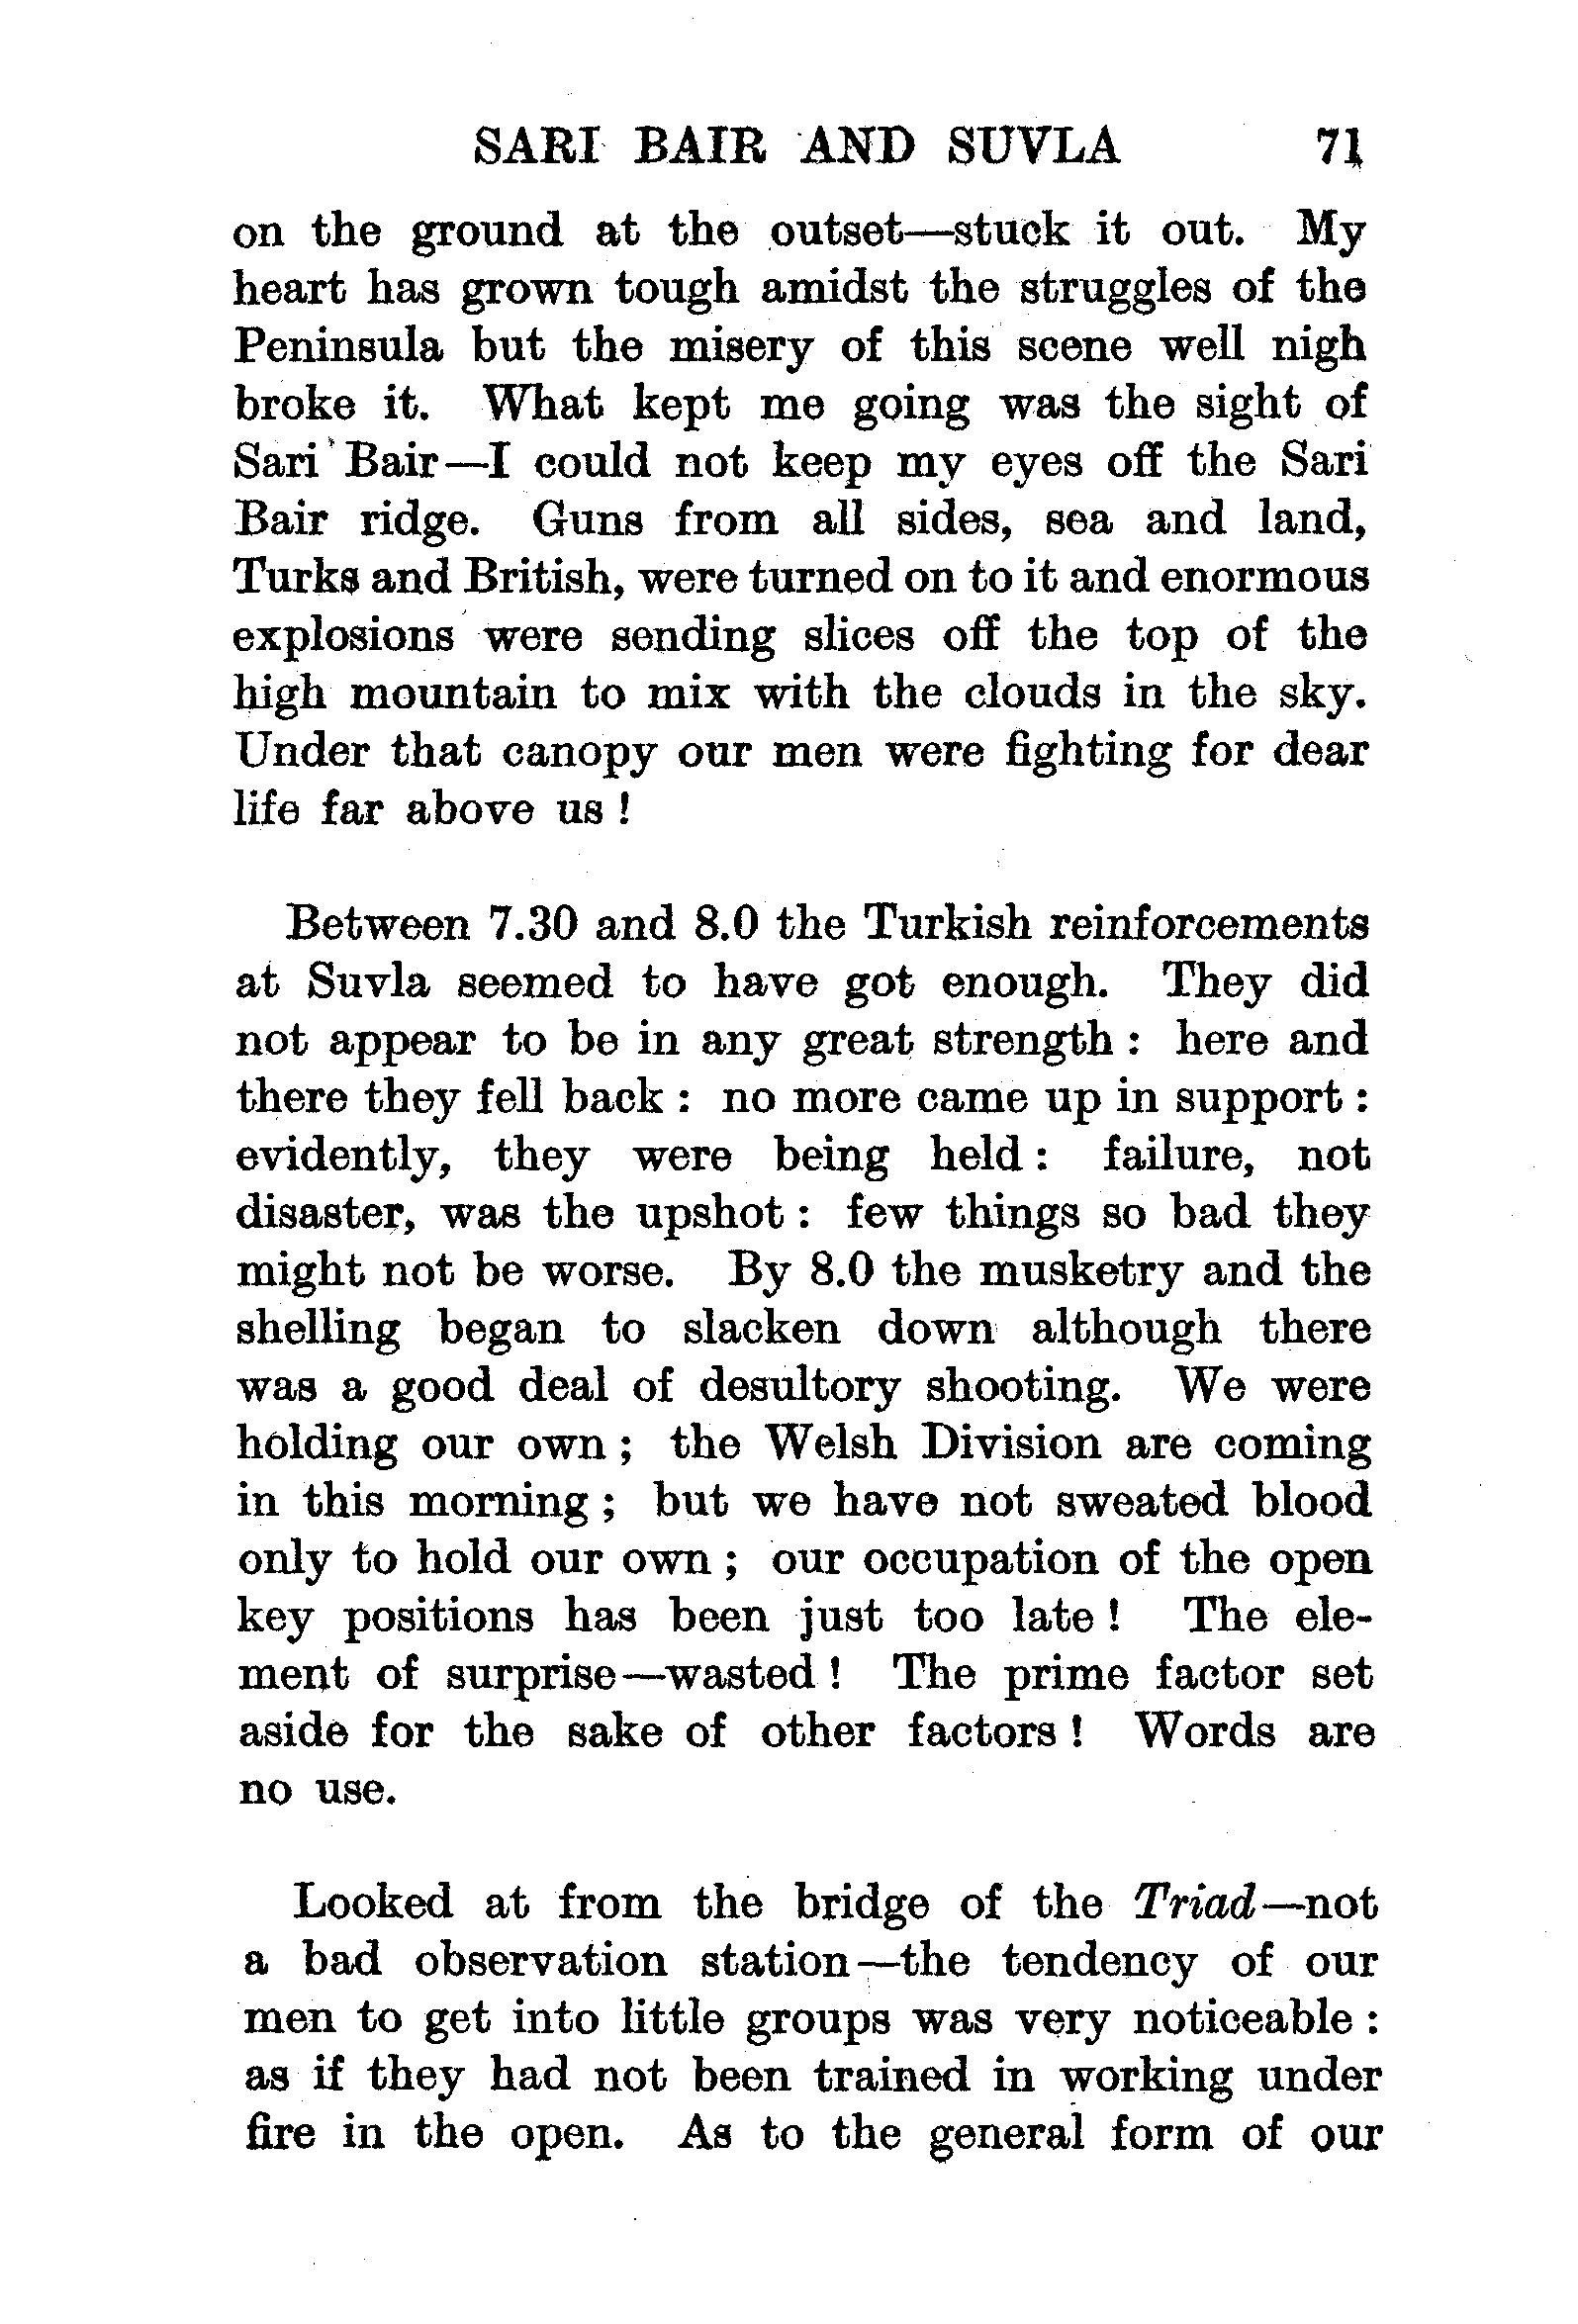 SARI BAIR AND SUVLA 71
on the ground at the outset—stuck it out. My
heart has grown tough amidst the struggles of the
Peninsula but the misery of this scene well nigh
broke it. What kept me going was the sight of
Sari Bair—I could not keep my eyes off the Sari
Bair ridge. Guns from all sides, sea and land,
Turks and British, were turned on to it and enormous
explosions were sending slices off the top of the
high mountain to mix with the clouds in the sky.
Under that canopy our men were fighting for dear
life far above us !
Between 7.30 and 8.0 the Turkish reinforcements
at Suvla seemed to have got enough. They did
not appear to be in any great strength : here and
there they fell back : no more came up in support :
evidently, they were being held : failure, not
disaster, was the upshot : few things so bad they
might not be worse. By 8.0 the musketry and the
shelling began to slacken down although there
was a good deal of desultory shooting. We were
holding our own ; the Welsh Division are coming
in this morning ; but we have not sweated blood
only to hold our own ; our occupation of the open
key positions has been just too late ! The ele-
ment of surprise—wasted ! The prime factor set
aside for the sake of other factors ! Words are
no use.
Looked at from the bridge of the Triad—not
a bad observation station—the tendency of our
men to get into little groups was very noticeable :
as if they had not been trained in working under
fire in the open. As to the general form of our